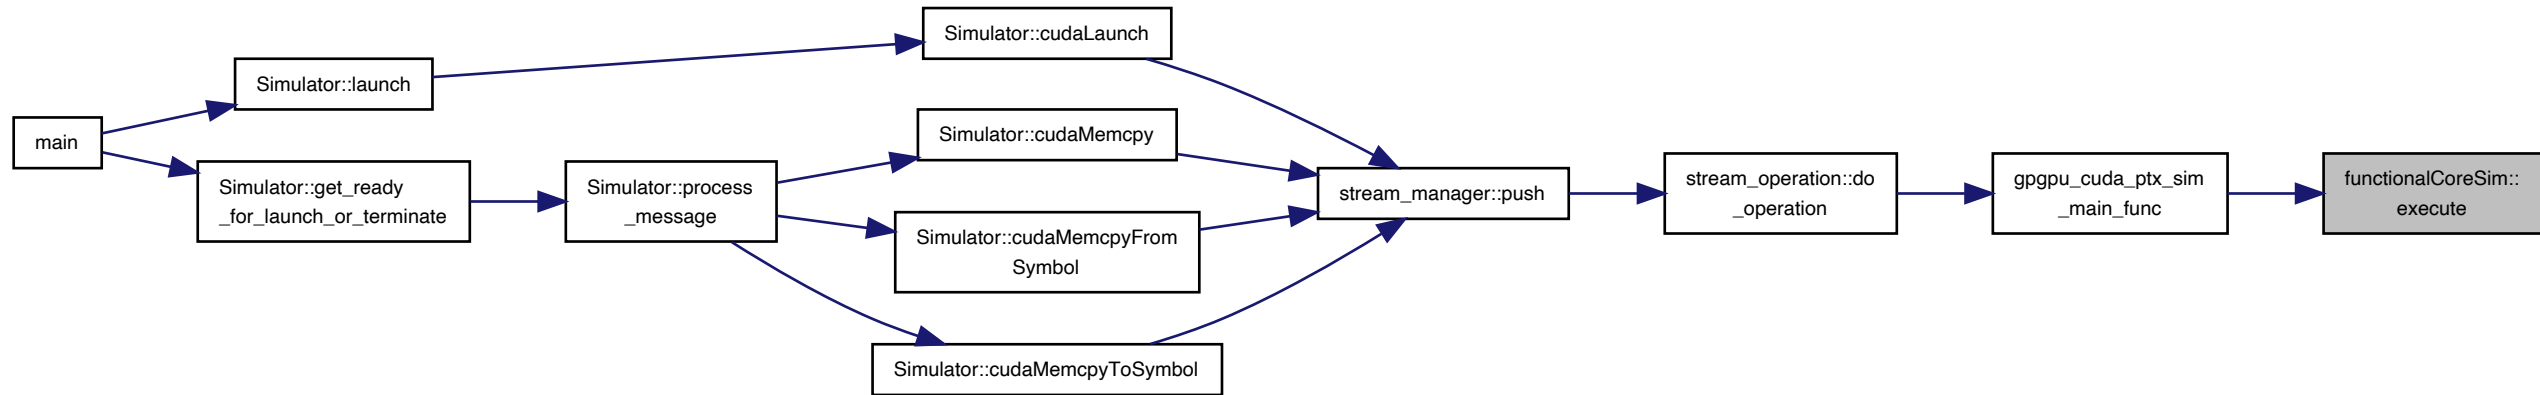 main
Simulator::launch
Simulator::get_ready
_for_launch_or_terminate
Simulator::process
_message
Simulator::cudaLaunch
Simulator::cudaMemcpy
Simulator::cudaMemcpyFrom
Symbol
Simulator::cudaMemcpyToSymbol
stream_manager::push
stream_operation::do
_operation
gpgpu_cuda_ptx_sim
_main_func
functionalCoreSim::
execute